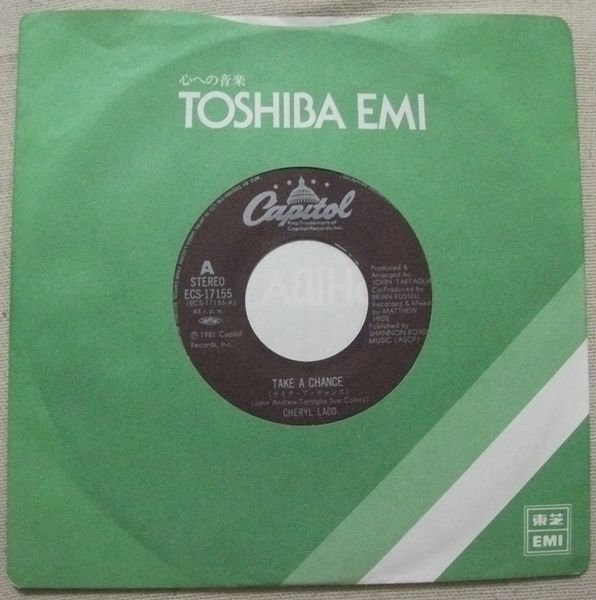 心への音楽
TOSHIBA EMI
Capitol
Reg. Trademark of
Capitol Records, Inc.
A
STEREO
ECS-17155
(ECS-17155-A)
45 r.p.m.
℗ 1981 Capitol
Records, Inc.
Produced &
Arranged by
JOHN TARTAGLIA
Co-Produced by
BRIAN RUSSELL
Recorded & Mixed
by MATTHEW
HYDE
Published by
SHANNON ROAD
MUSIC (ASCP)
TAKE A CHANCE
(テイク・ア・チャンス)
(John Andrew Tartaglia Sue Collins)
CHERYL LADD
東芝
EMI